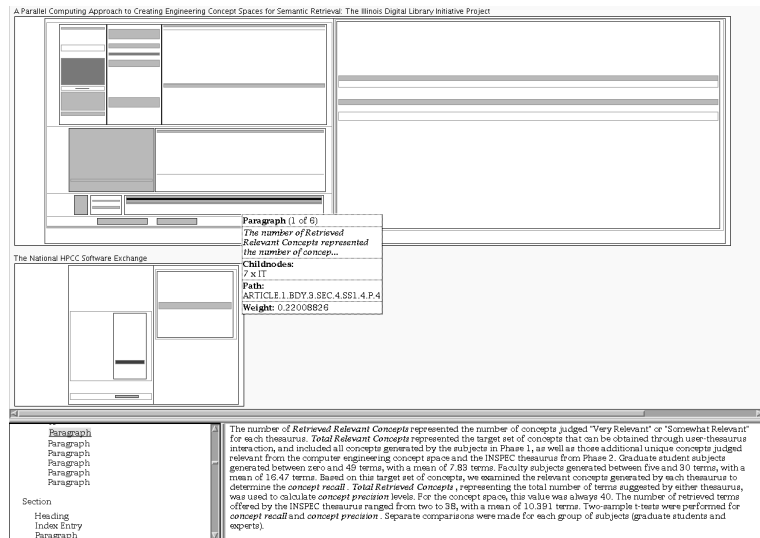 A Parallel Computing Approach to Creating Engineering Concept Spaces for Semantic Retrieval: The Illinois Digital Library Initiative Project
Paragraph (1 of 6)
The number of Retrieved
Relevant Concepts represented
the number of concep...
Childnodes:
7 x IT
Path:
ARTICLE.1.BDY.3.SEC.4.SS1.4.P.4
Weight: 0.22008826
The National HPCC Software Exchange
Paragraph
Paragraph
Paragraph
Paragraph
Paragraph
Paragraph
Section
Heading
Index Entry
Paragraph
The number of Retrieved Relevant Concepts represented the number of concepts judged "Very Relevant" or "Somewhat Relevant"
for each thesaurus. Total Retrieved Concepts represented the target set of concepts that can be obtained through user-thesaurus
interaction, and included all concepts generated by the subjects in Phase 1, as well as those additional unique concepts judged
relevant from the computer engineering concept space and the INSPEC thesaurus from Phase 2. Graduate student subjects
generated between zero and 49 terms, with a mean of 7.83 terms. Faculty subjects generated between five and 30 terms, with a
mean of 16.47 terms. Based on this target set of concepts, we examined the relevant concepts generated by each thesaurus to
determine the concept recall . Total Retrieved Concepts , representing the total number of terms suggested by either thesaurus,
was used to calculate concept precision levels. For the concept space, this value was always 40. The number of retrieved terms
offered by the INSPEC thesaurus ranged from two to 38, with a mean of 10.391 terms. Two-sample t-tests were performed for
concept recall and concept precision . Separate comparisons were made for each group of subjects (graduate students and
experts).